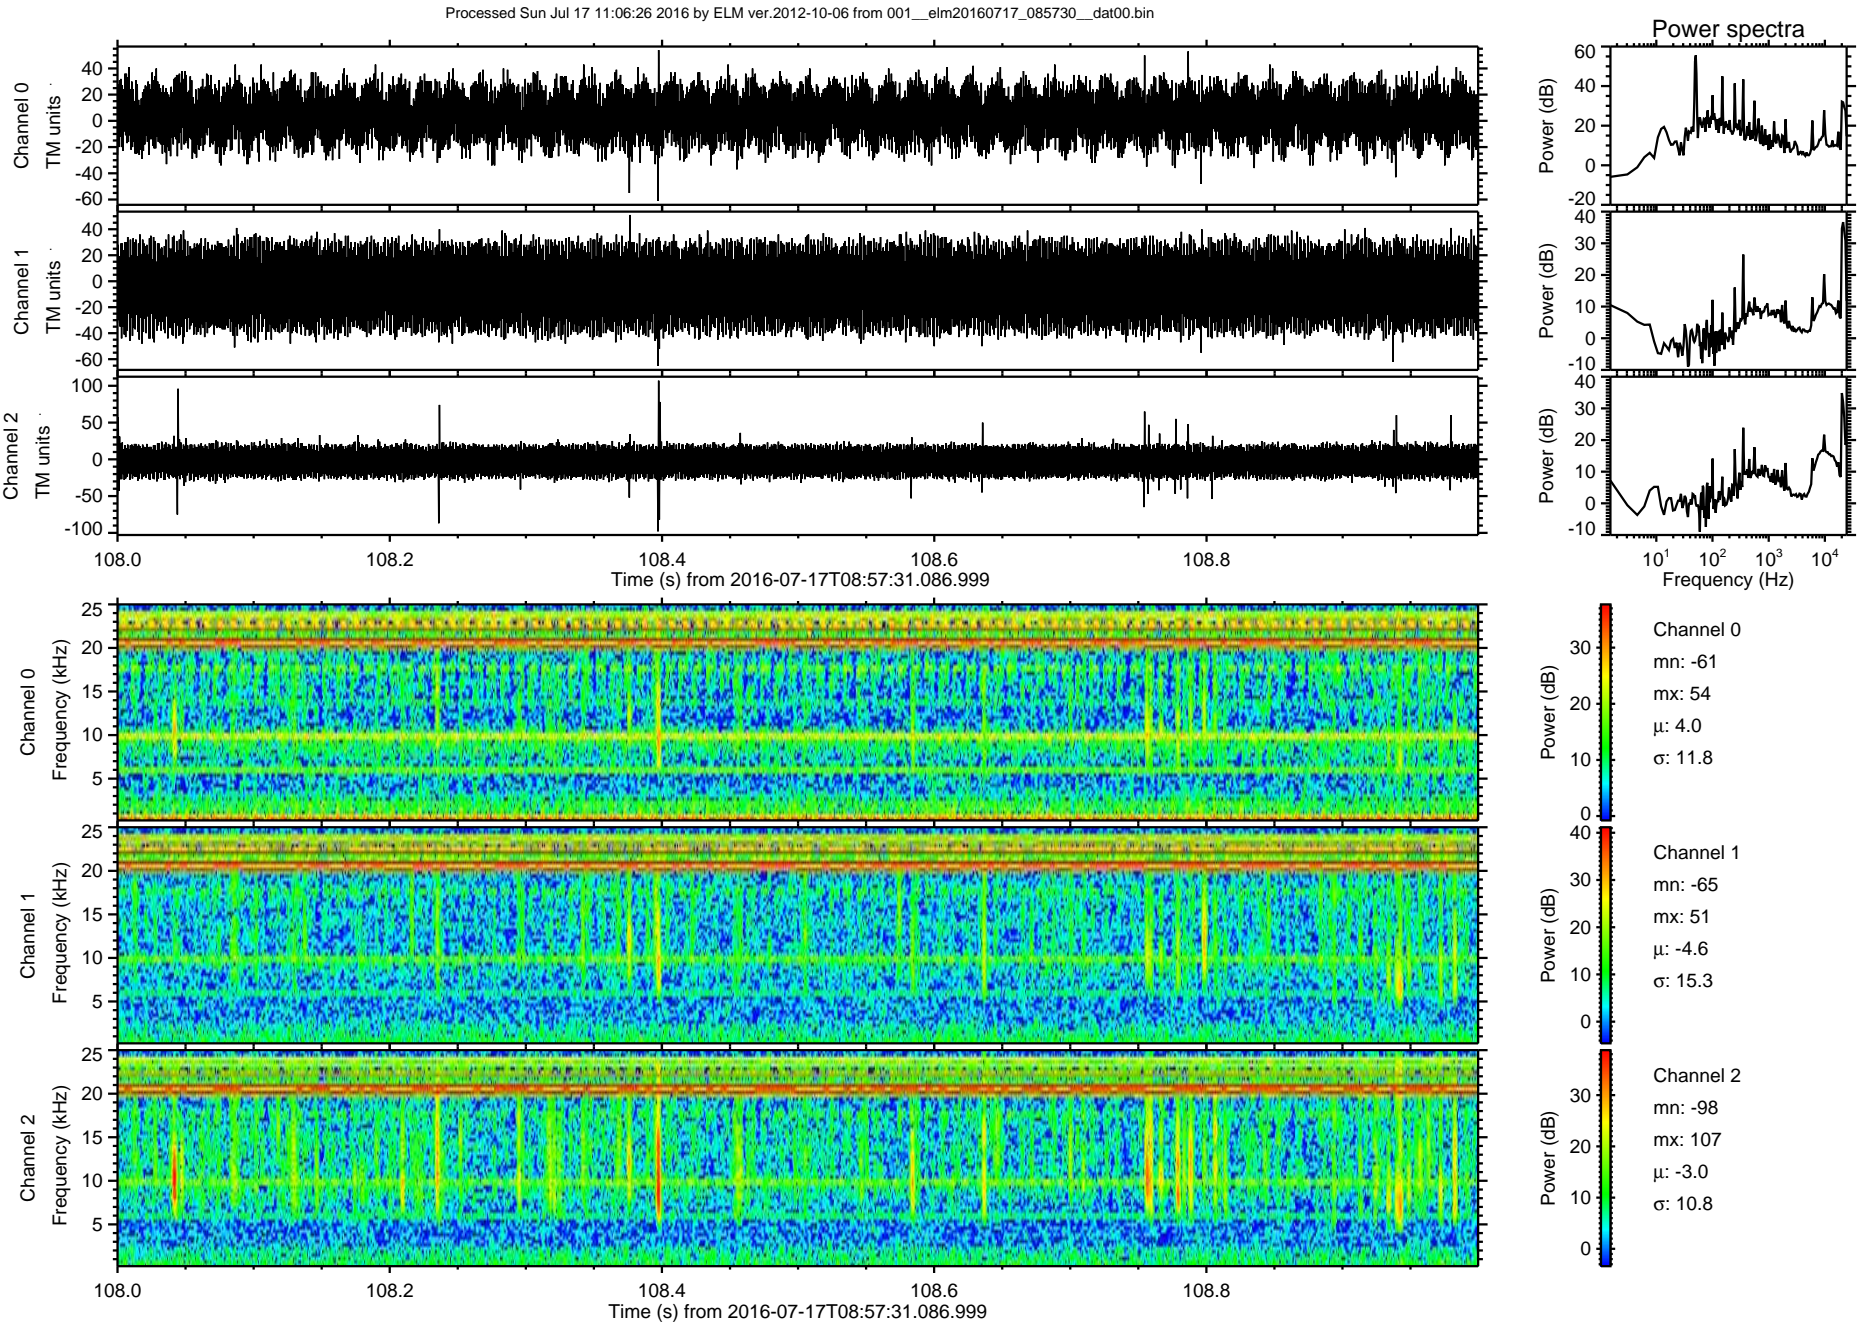 Processed Sun Jul 17 11:06:26 2016 by ELM ver.2012-10-06 from 001__elm20160717_085730__dat00.bin
Power spectra
Channel 0
TM units
40
20
0
-20
-40
-60
Power (dB)
60
40
20
0
-20
Channel 1
TM units
40
20
0
-20
-40
-60
Power (dB)
40
30
20
10
0
-10
Channel 2
TM units
100
50
0
-50
-100
Power (dB)
40
30
20
10
0
-10
108.0 108.2 108.4 108.6 108.8
Time (s) from 2016-07-17T08:57:31.086.999
10¹ 10² 10³ 10⁴
Frequency (Hz)
Channel 0
Frequency (kHz)
25
20
15
10
5
Power (dB)
30
20
10
0
Channel 0
mn: -61
mx: 54
μ: 4.0
σ: 11.8
Channel 1
Frequency (kHz)
25
20
15
10
5
Power (dB)
40
30
20
10
0
Channel 1
mn: -65
mx: 51
μ: -4.6
σ: 15.3
Channel 2
Frequency (kHz)
25
20
15
10
5
Power (dB)
30
20
10
0
Channel 2
mn: -98
mx: 107
μ: -3.0
σ: 10.8
108.0 108.2 108.4 108.6 108.8
Time (s) from 2016-07-17T08:57:31.086.999